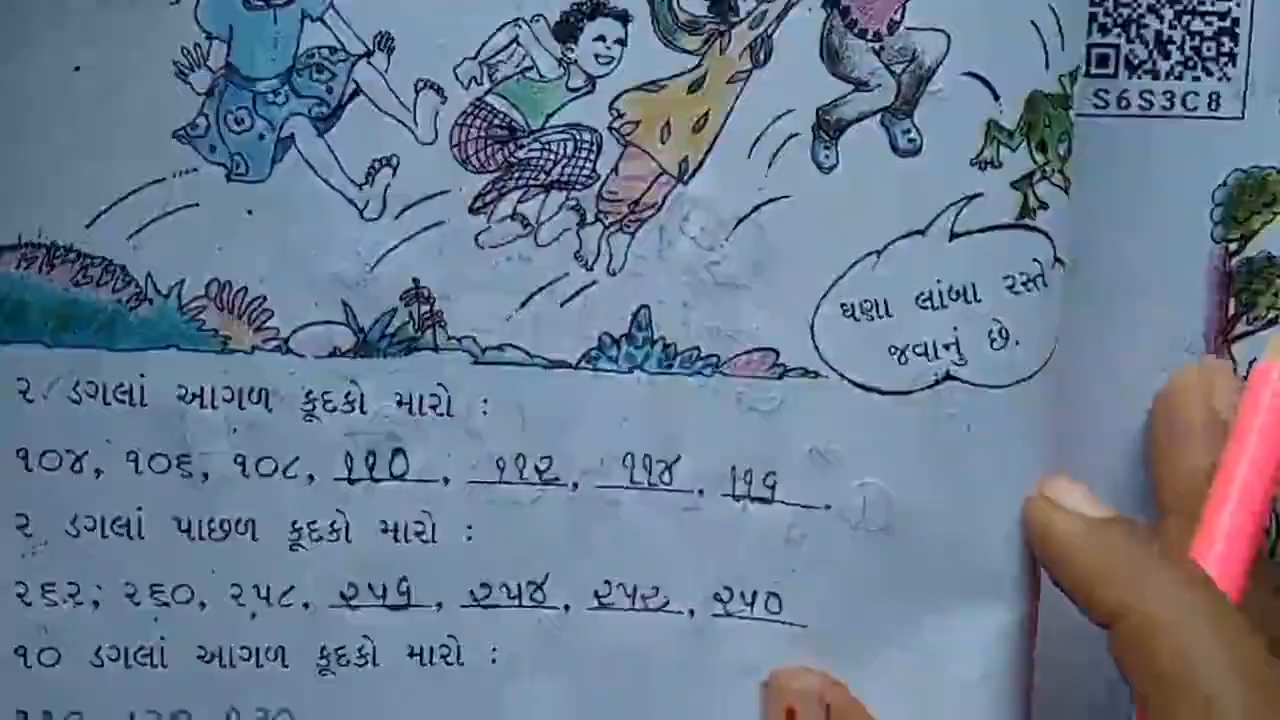 S6S3C8
ઘણા લાંબા રસ્તે
જવાનું છે.
૨ ડગલાં આગળ કૂદકો મારો :
૧૦૪, ૧૦૬, ૧૦૮, ૧૧૦, ૧૧૨, ૧૧૪, ૧૧૬
૨ ડગલાં પાછળ કૂદકો મારો :
૨૬૨, ૨૬૦, ૨૫૮, ૨૫૬, ૨૫૪, ૨૫૨, ૨૫૦
૧૦ ડગલાં આગળ કૂદકો મારો :